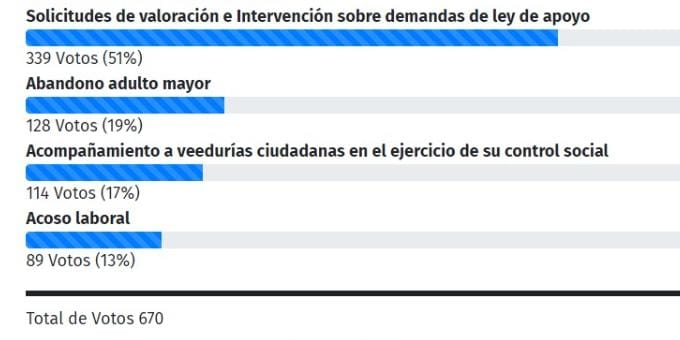 Solicitudes de valoración e Intervención sobre demandas de ley de apoyo
339 Votos (51%)
Abandono adulto mayor
128 Votos (19%)
Acompañamiento a veedurías ciudadanas en el ejercicio de su control social
114 Votos (17%)
Acoso laboral
89 Votos (13%)
Total de Votos 670